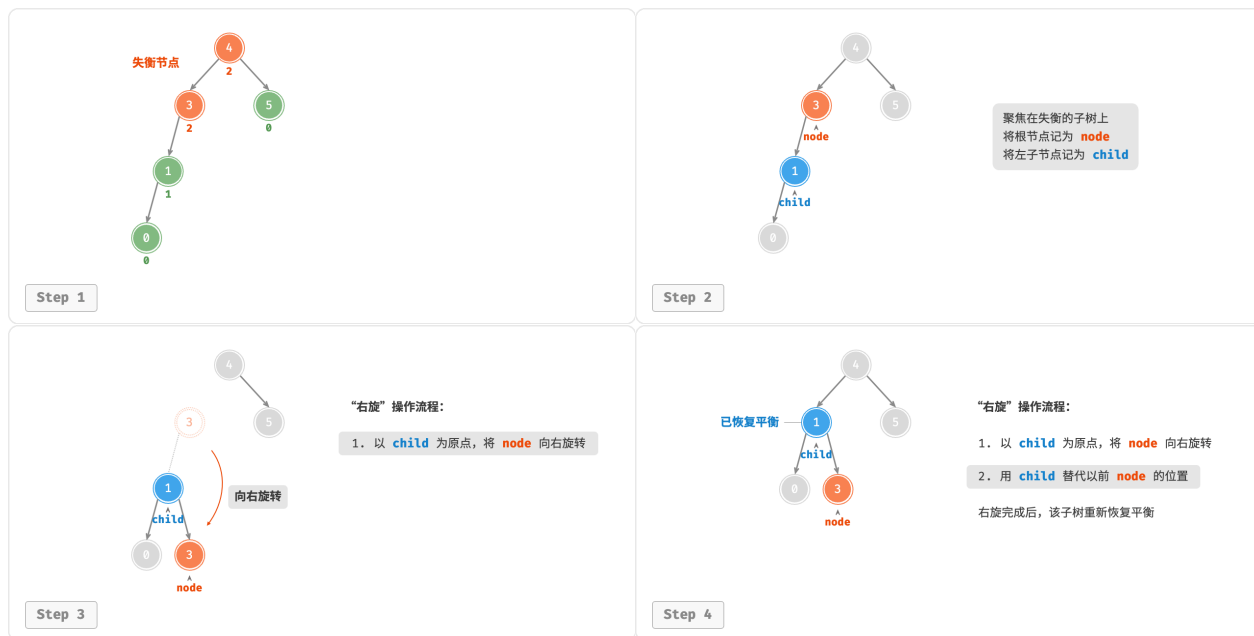 4
失衡节点
2
3
5
2
0
1
1
0
0
Step 1
4
3
5
node
1
child
0
聚焦在失衡的子树上
将根节点记为 node
将左子节点记为 child
Step 2
4
3
5
1
child
0
3
node
向右旋转
“右旋”操作流程：
1. 以 child 为原点，将 node 向右旋转
Step 3
4
已恢复平衡
1
5
child
0
3
node
“右旋”操作流程：
1. 以 child 为原点，将 node 向右旋转
2. 用 child 替代以前 node 的位置
右旋完成后，该子树重新恢复平衡
Step 4